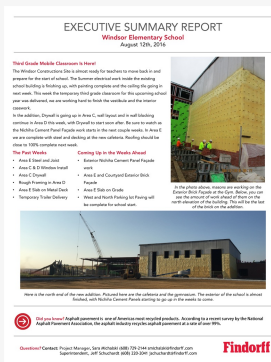 EXECUTIVE SUMMARY REPORT
Windsor Elementary School
August 12th, 2016
Third Grade Mobile Classroom Is Here!
The Windsor Constructions Site is almost ready for teachers to move back in and
prepare for the start of school. The Summer electrical work inside the existing
school building is finishing up, with painting complete and the ceiling tile going in
next week. This week the temporary third grade classroom for this upcoming school
year was delivered, we are working hard to finish the vestibule and the interior
casework.
In the addition, Drywall is going up in Area C, wall layout and in wall blocking
continue in Area D this week, with Drywall to start soon after. Be sure to watch as
the Nichiha Cement Panel Façade work starts in the next couple weeks. In Area E
we are complete with steel and decking at the new cafeteria. Roofing should be
close to 100% complete next week.
The Past Weeks
• Area E Steel and Joist
• Area C & D Window Install
• Area C Drywall
• Rough Framing in Area D
• Area E Slab on Metal Deck
• Temporary Trailer Delivery
Coming Up in the Weeks Ahead
• Exterior Nichiha Cement Panel Façade
work
• Area E and Courtyard Exterior Brick
Façade
• Area E Slab on Grade
• West and North Parking lot Paving will
be complete for school start.
In the photo above, masons are working on the
Exterior Brick Façade at the Gym. Below, you can
see the amount of work ahead of them on the
north elevation of the building. This will be the last
of the brick on the addition.
Here is the north end of the new addition. Pictured here are the cafeteria and the gymnasium. The exterior of the school is almost
finished, with Nichiha Cement Panels starting to go up in the weeks to come.
Did you know? Asphalt pavement is one of Americas most recycled products. According to a recent survey by the National
Asphalt Pavement Association, the asphalt industry recycles asphalt pavement at a rate of over 99%.
Questions? Contact: Project Manager, Sara Michalski (608) 729-2144 smichalski@findorff.com
Superintendent, Jeff Schuchardt (608) 220-3041 jschuchardt@findorff.com
Findorff